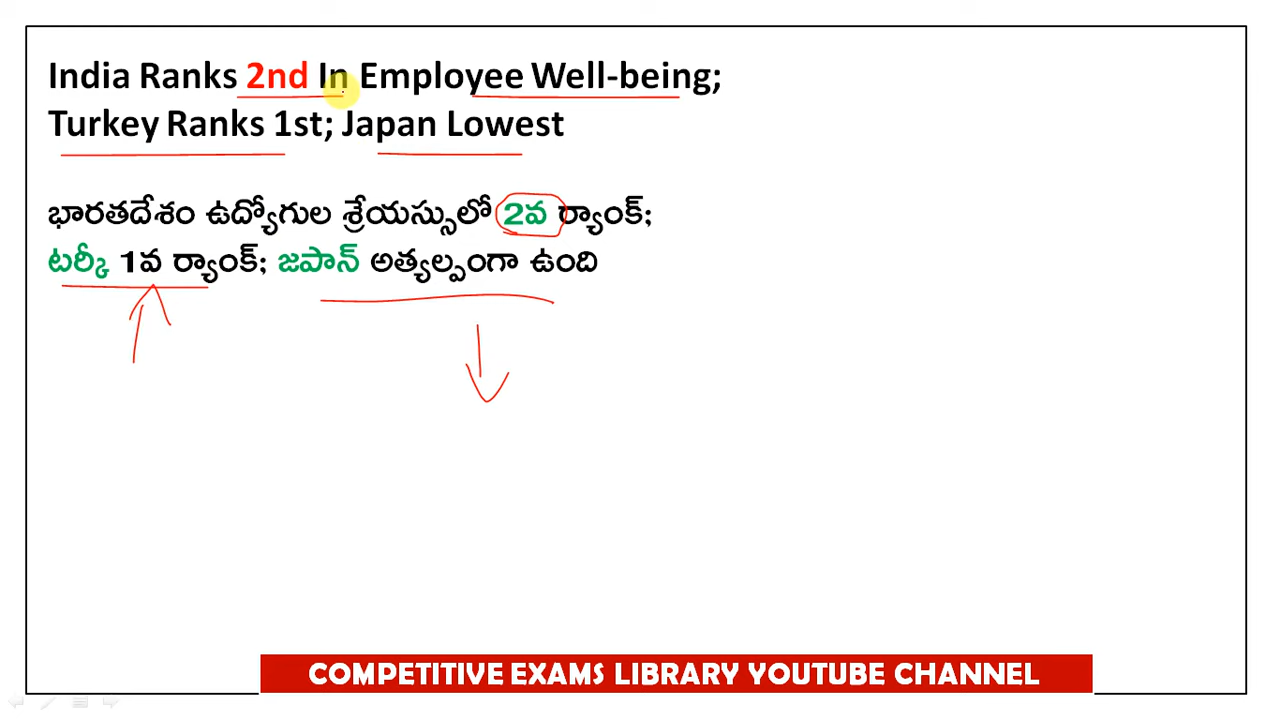 India Ranks 2nd In Employee Well-being;
Turkey Ranks 1st; Japan Lowest
భారతదేశం ఉద్యోగుల శ్రేయస్సులో 2వ ర్యాంక్;
టర్కీ 1వ ర్యాంక్; జపాన్ అత్యల్పంగా ఉంది
COMPETITIVE EXAMS LIBRARY YOUTUBE CHANNEL